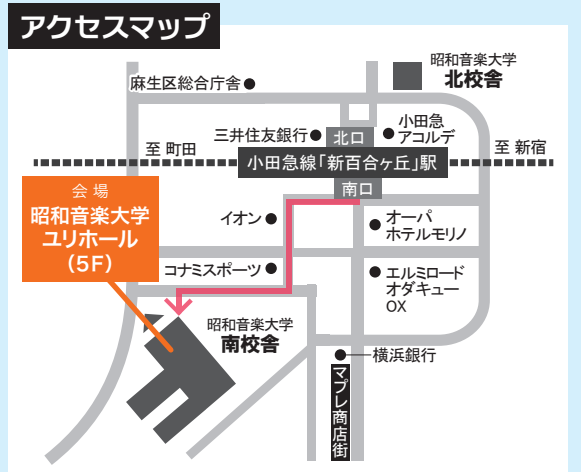 アクセスマップ
昭和音楽大学
北校舎
麻生区総合庁舎
小田急
アコルデ
三井住友銀行
北口
至 町田
小田急線「新百合ヶ丘」駅
至 新宿
南口
会場
昭和音楽大学
ユリホール
(5F)
イオン
オーパ
ホテルモリノ
コナミスポーツ
エルミロード
オダキュー
OX
昭和音楽大学
南校舎
横浜銀行
マプレ商店街